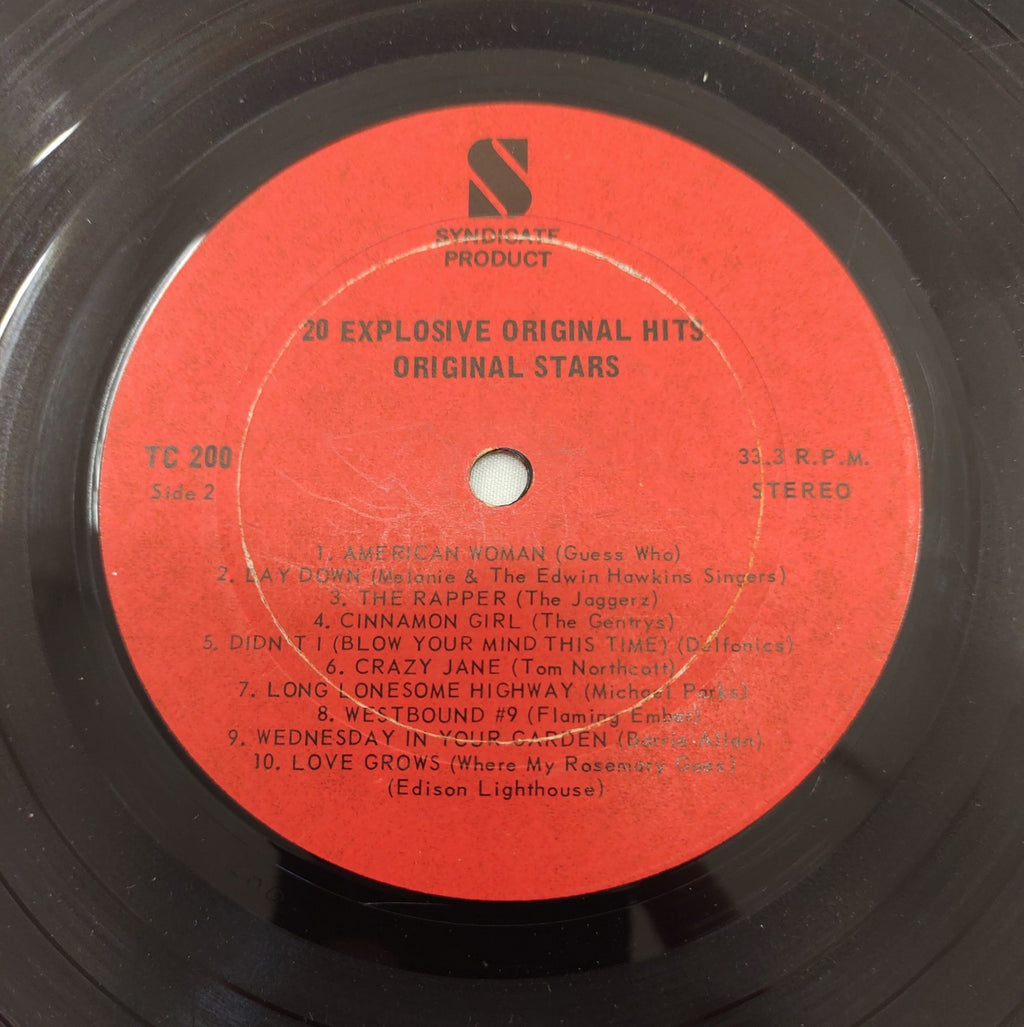 S
SYNDICATE
PRODUCT
20 EXPLOSIVE ORIGINAL HITS
ORIGINAL STARS
TC 200
Side 2
33.3 R.P.M.
STEREO
1. AMERICAN WOMAN (Guess Who)
2. LAY DOWN (Melanie & The Edwin Hawkins Singers)
3. THE RAPPER (The Jaggerz)
4. CINNAMON GIRL (The Gentrys)
5. DIDN'T I (BLOW YOUR MIND THIS TIME) (Delfonics)
6. CRAZY JANE (Tom Northcott)
7. LONG LONESOME HIGHWAY (Michael Parks)
8. WESTBOUND #9 (Flaming Ember)
9. WEDNESDAY IN YOUR GARDEN (Barrie Allen)
10. LOVE GROWS (Where My Rosemary Goes)
(Edison Lighthouse)